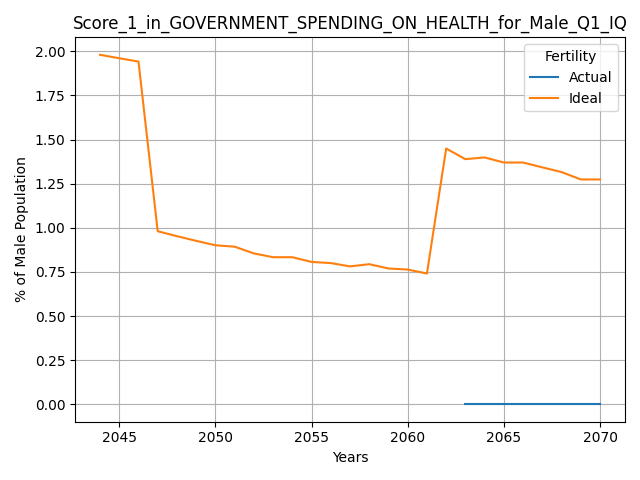 Score_1_in_GOVERNMENT_SPENDING_ON_HEALTH_for_Male_Q1_IQ
Fertility
Actual
Ideal
% of Male Population
2.00
1.75
1.50
1.25
1.00
0.75
0.50
0.25
0.00
2045 2050 2055 2060 2065 2070
Years